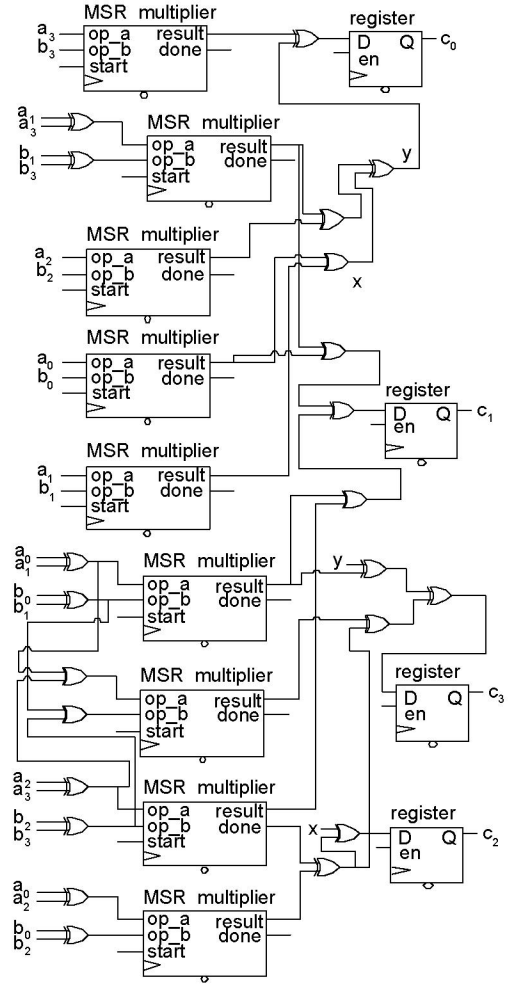 MSR multiplier
register
a3
op_a result
D Q
c0
b3
op_b done
en
start
a1
a3
MSR multiplier
op_a result
b1
op_b done
b3
start
y
MSR multiplier
a2
op_a result
b2
op_b done
start
x
MSR multiplier
a0
op_a result
b0
op_b done
start
register
D Q
c1
en
MSR multiplier
a1
op_a result
b1
op_b done
start
a0
a1
MSR multiplier
y
op_a result
b0
op_b done
b1
start
MSR multiplier
register
op_a result
D Q
c3
op_b done
en
start
a2
a3
MSR multiplier
op_a result
register
b2
op_b done
x
D Q
c2
b3
start
en
a0
a2
MSR multiplier
op_a result
b0
op_b done
b2
start